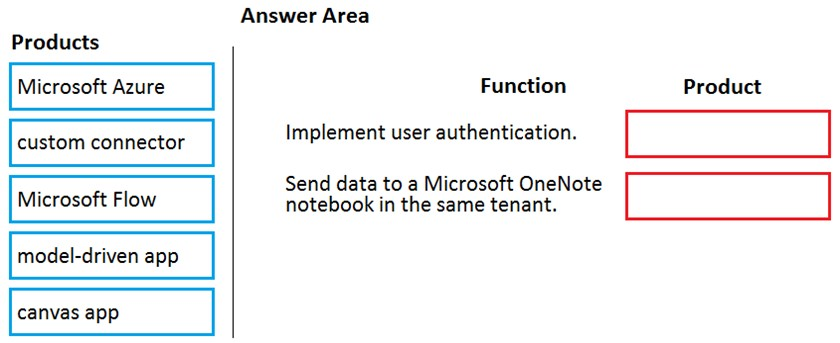 Answer Area
Products
Microsoft Azure
custom connector
Microsoft Flow
model-driven app
canvas app
Function
Product
Implement user authentication.
Send data to a Microsoft OneNote
notebook in the same tenant.